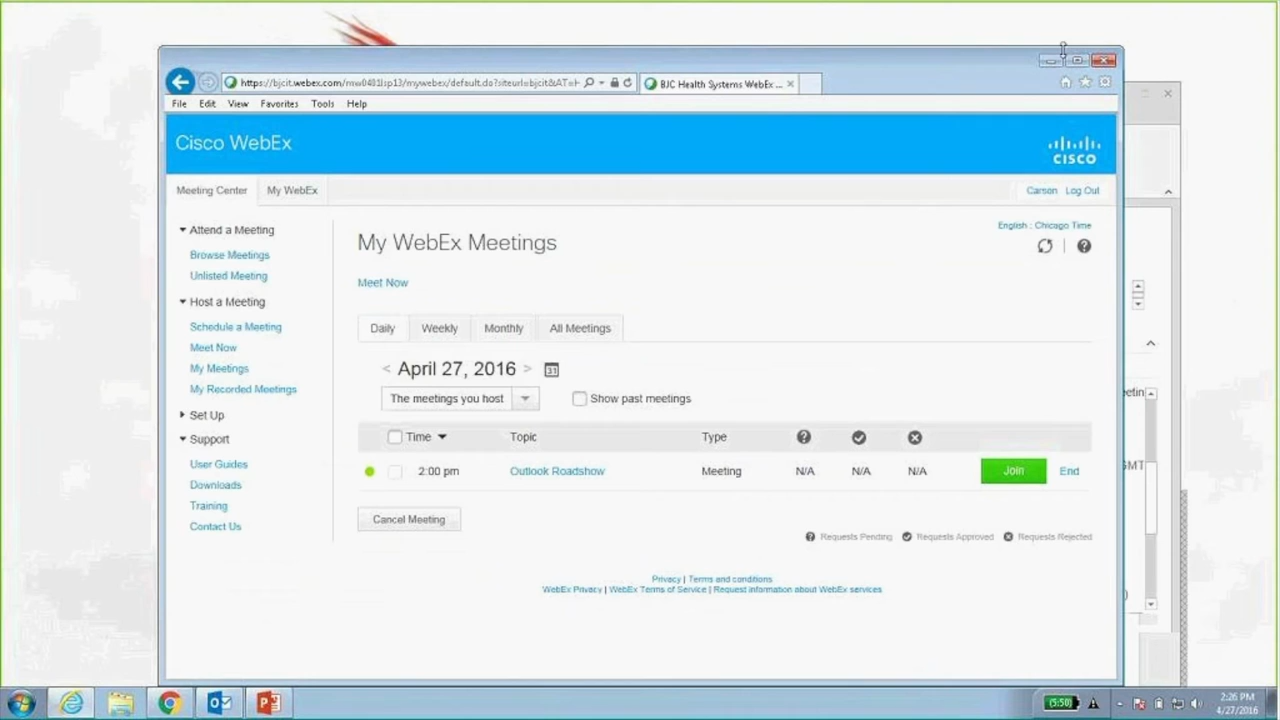 https://bjcit.webex.com/mw0401lsp13/mywebex/default.do?siteurl=bjcit&AT=
BJC Health Systems WebEx ...
File Edit View Favorites Tools Help
Cisco WebEx
CISCO
Meeting Center My WebEx
Carson Log Out
English : Chicago Time
Attend a Meeting
Browse Meetings
Unlisted Meeting
Host a Meeting
Schedule a Meeting
Meet Now
My Meetings
My Recorded Meetings
Set Up
Support
User Guides
Downloads
Training
Contact Us
My WebEx Meetings
Meet Now
Daily Weekly Monthly All Meetings
< April 27, 2016 > 31
The meetings you host Show past meetings
Time Topic Type
2:00 pm Outlook Roadshow Meeting N/A N/A N/A Join End
Cancel Meeting
Requests Pending Requests Approved Requests Rejected
Privacy | Terms and conditions
WebEx Privacy | WebEx Terms of Service | Request information about WebEx services
(5:50)
2:26 PM
4/27/2016